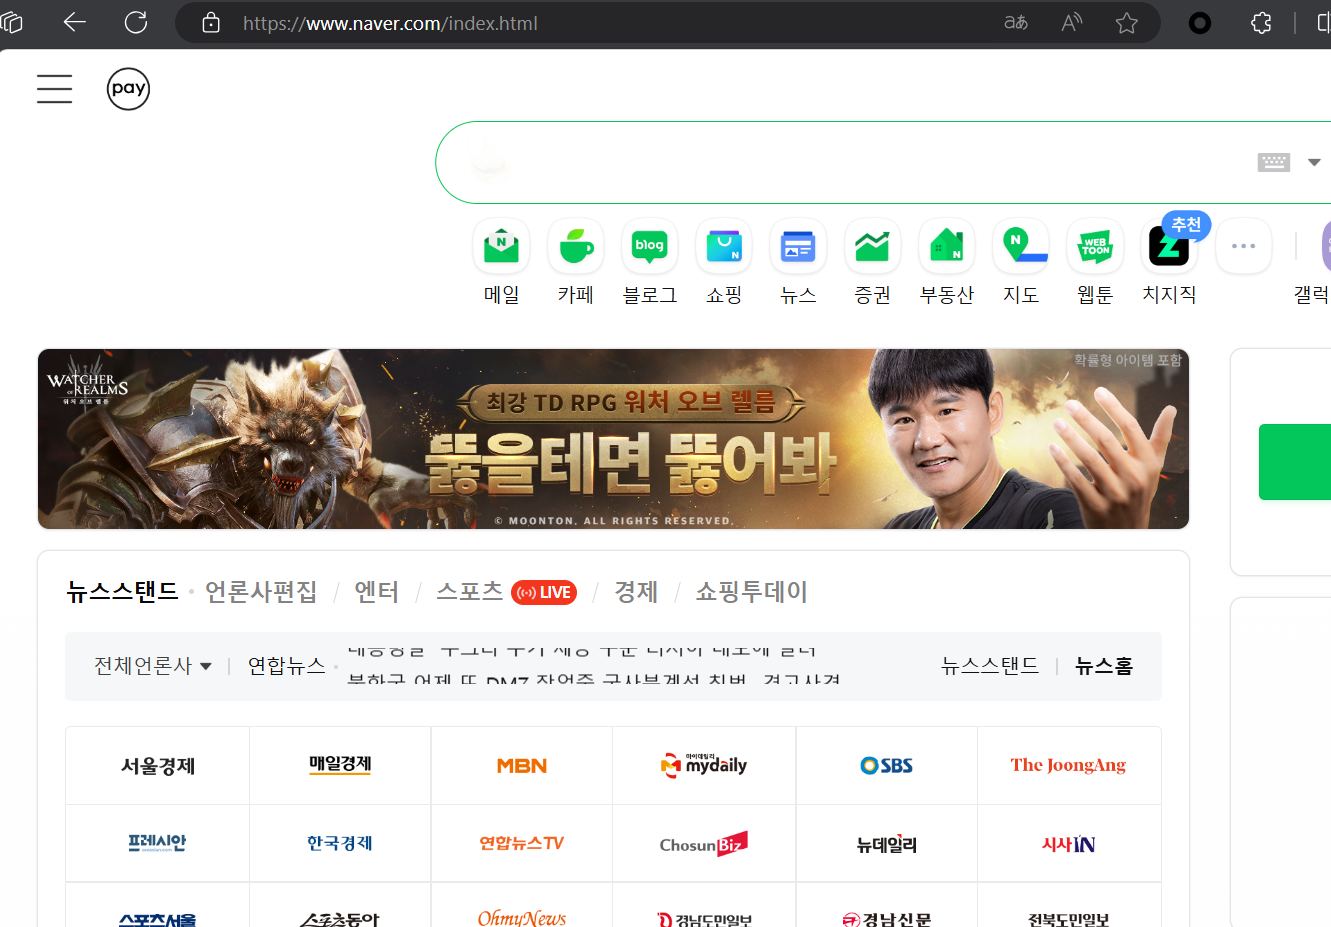 https://www.naver.com/index.html
pay
메일
카페
blog
블로그
쇼핑
뉴스
증권
부동산
지도
WEB TOON
웹툰
추천
치지직
갤럭
WATCHER OF REALMS
워처 오브 렐름
확률형 아이템 포함
최강 TD RPG 워처 오브 렐름
뚫을테면 뚫어봐
© MOONTON. ALL RIGHTS RESERVED.
뉴스스탠드 · 언론사편집 / 엔터 / 스포츠 LIVE / 경제 / 쇼핑투데이
전체언론사 연합뉴스
북한군 어제 또 DMZ 작업중 군사분계선 침범
뉴스스탠드 뉴스홈
서울경제 매일경제 MBN 마이데일리 mydaily SBS The JoongAng
프레시안 한국경제 연합뉴스TV ChosunBiz 뉴데일리 시사IN
스포츠서울 스포츠동아 OhmyNews 경남도민일보 경남신문 전북도민일보